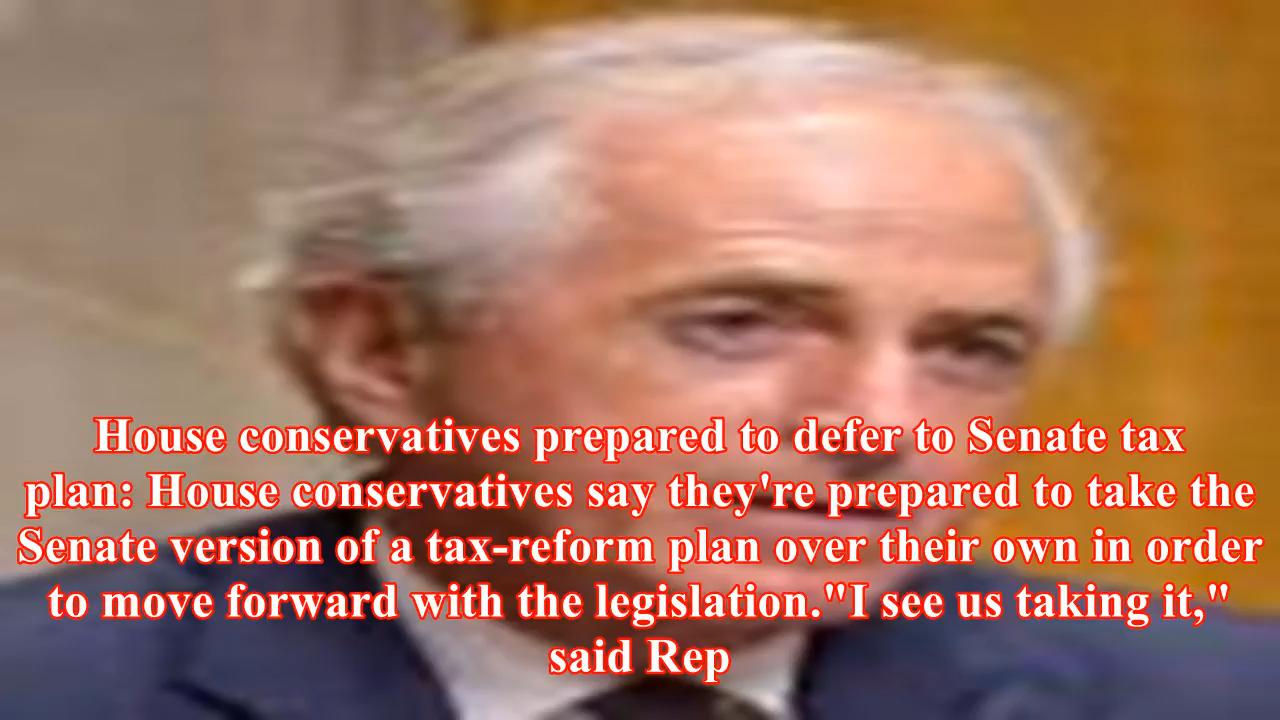 House conservatives prepared to defer to Senate tax
plan: House conservatives say they're prepared to take the
Senate version of a tax-reform plan over their own in order
to move forward with the legislation."I see us taking it,"
said Rep